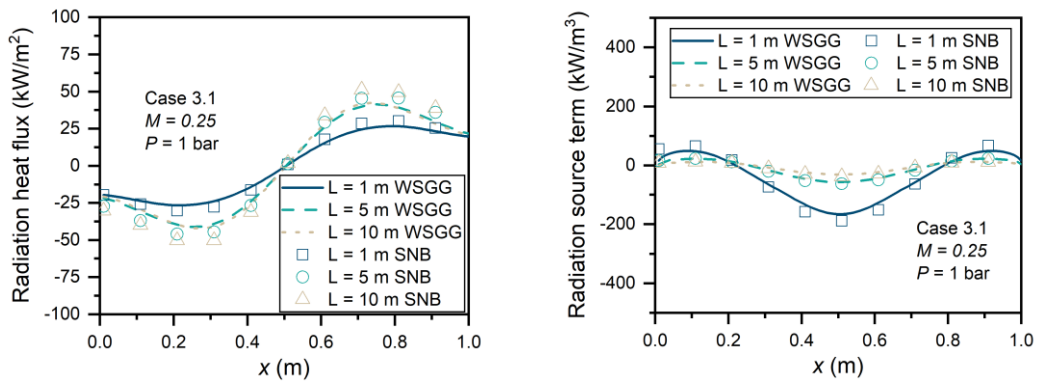 Radiation heat flux (kW/m²)
100
75
50
25
0
-25
-50
-75
-100
Case 3.1
M = 0.25
P = 1 bar
L = 1 m WSGG
L = 5 m WSGG
L = 10 m WSGG
L = 1 m SNB
L = 5 m SNB
L = 10 m SNB
0.0 0.2 0.4 0.6 0.8 1.0
x (m)
Radiation source term (kW/m³)
400
200
0
-200
-400
L = 1 m WSGG L = 1 m SNB
L = 5 m WSGG L = 5 m SNB
L = 10 m WSGG L = 10 m SNB
Case 3.1
M = 0.25
P = 1 bar
0.0 0.2 0.4 0.6 0.8 1.0
x (m)